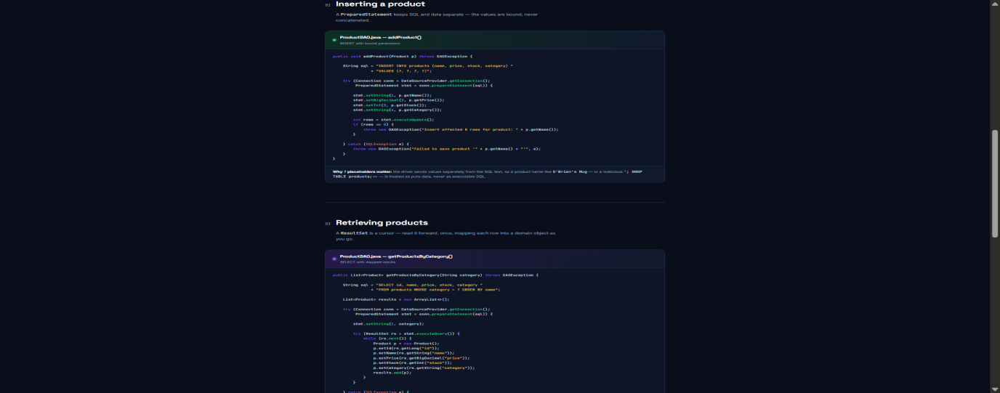 02 Inserting a product
A PreparedStatement keeps SQL and data separate — the values are bound, never
concatenated.
ProductDAO.java — addProduct()
INSERT with bound parameters
public void addProduct(Product p) throws DAOException {
String sql = "INSERT INTO products (name, price, stock, category) "
+ "VALUES (?, ?, ?, ?)";
try (Connection conn = DataSourceProvider.getConnection();
PreparedStatement stmt = conn.prepareStatement(sql)) {
stmt.setString(1, p.getName());
stmt.setBigDecimal(2, p.getPrice());
stmt.setInt(3, p.getStock());
stmt.setString(4, p.getCategory());
int rows = stmt.executeUpdate();
if (rows == 0) {
throw new DAOException("Insert affected 0 rows for product: " + p.getName());
}
} catch (SQLException e) {
throw new DAOException("Failed to save product '" + p.getName() + "'", e);
}
}
Why ? placeholders matter: the driver sends values separately from the SQL text, so a product name like O'Brien's Mug — or a malicious '; DROP
TABLE products;-- — is treated as pure data, never as executable SQL.
03 Retrieving products
A ResultSet is a cursor — read it forward, once, mapping each row into a domain object as
you go.
ProductDAO.java — getProductsByCategory()
SELECT with mapped results
public List<Product> getProductsByCategory(String category) throws DAOException {
String sql = "SELECT id, name, price, stock, category "
+ "FROM products WHERE category = ? ORDER BY name";
List<Product> results = new ArrayList<>();
try (Connection conn = DataSourceProvider.getConnection();
PreparedStatement stmt = conn.prepareStatement(sql)) {
stmt.setString(1, category);
try (ResultSet rs = stmt.executeQuery()) {
while (rs.next()) {
Product p = new Product();
p.setId(rs.getLong("id"));
p.setName(rs.getString("name"));
p.setPrice(rs.getBigDecimal("price"));
p.setStock(rs.getInt("stock"));
p.setCategory(rs.getString("category"));
results.add(p);
}
}
} catch (SQLException e) {